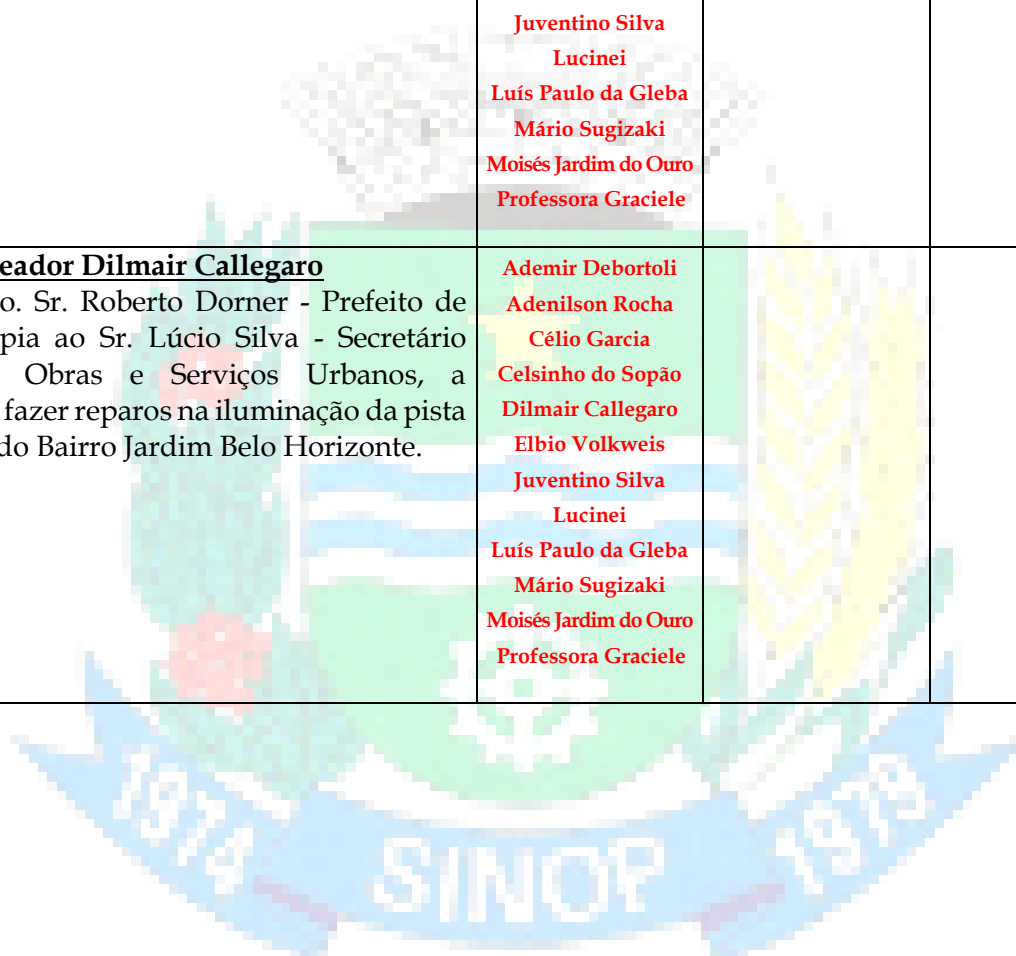 Juventino Silva
Lucinei
Luís Paulo da Gleba
Mário Sugizaki
Moisés Jardim do Ouro
Professora Graciele
eador Dilmair Callegaro
o. Sr. Roberto Dorner - Prefeito de
pia ao Sr. Lúcio Silva - Secretário
Obras e Serviços Urbanos, a
fazer reparos na iluminação da pista
do Bairro Jardim Belo Horizonte.
Ademir Debortoli
Adenilson Rocha
Célio Garcia
Celsinho do Sopão
Dilmair Callegaro
Elbio Volkweis
Juventino Silva
Lucinei
Luís Paulo da Gleba
Mário Sugizaki
Moisés Jardim do Ouro
Professora Graciele
1974 SINOP 1979